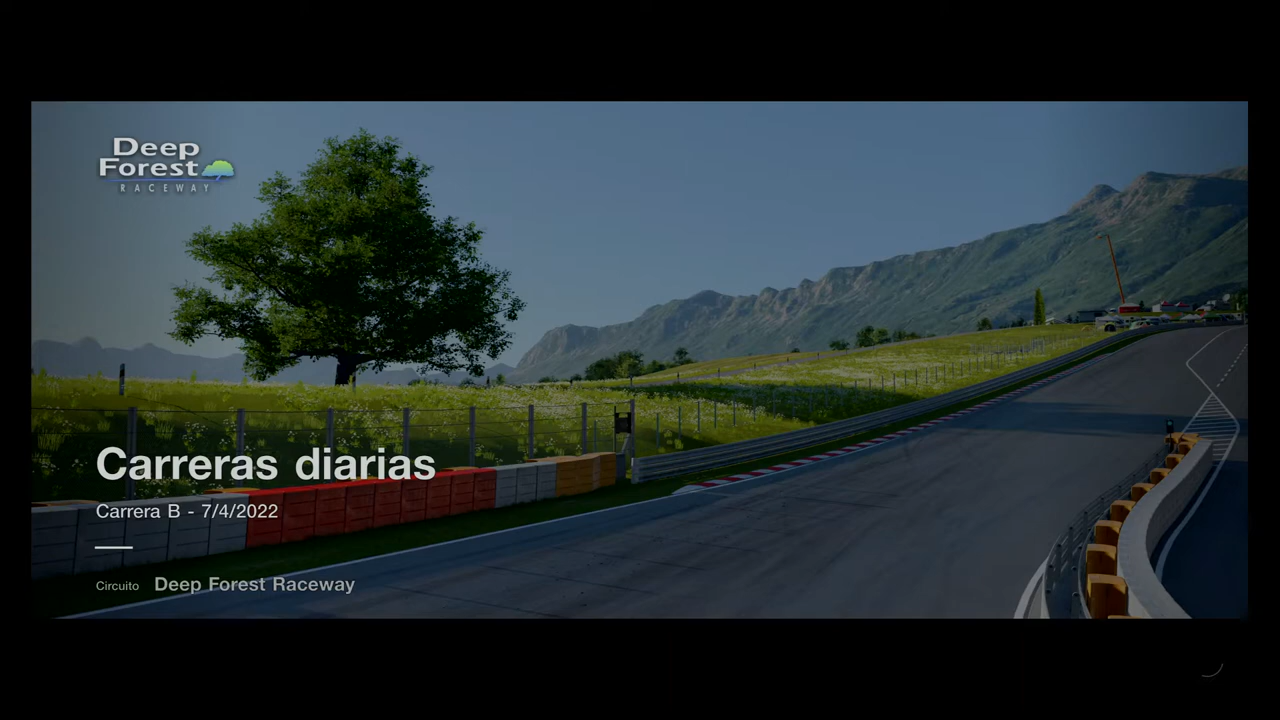 Deep
Forest
RACEWAY
Carreras diarias
Carrera B - 7/4/2022
Circuito Deep Forest Raceway